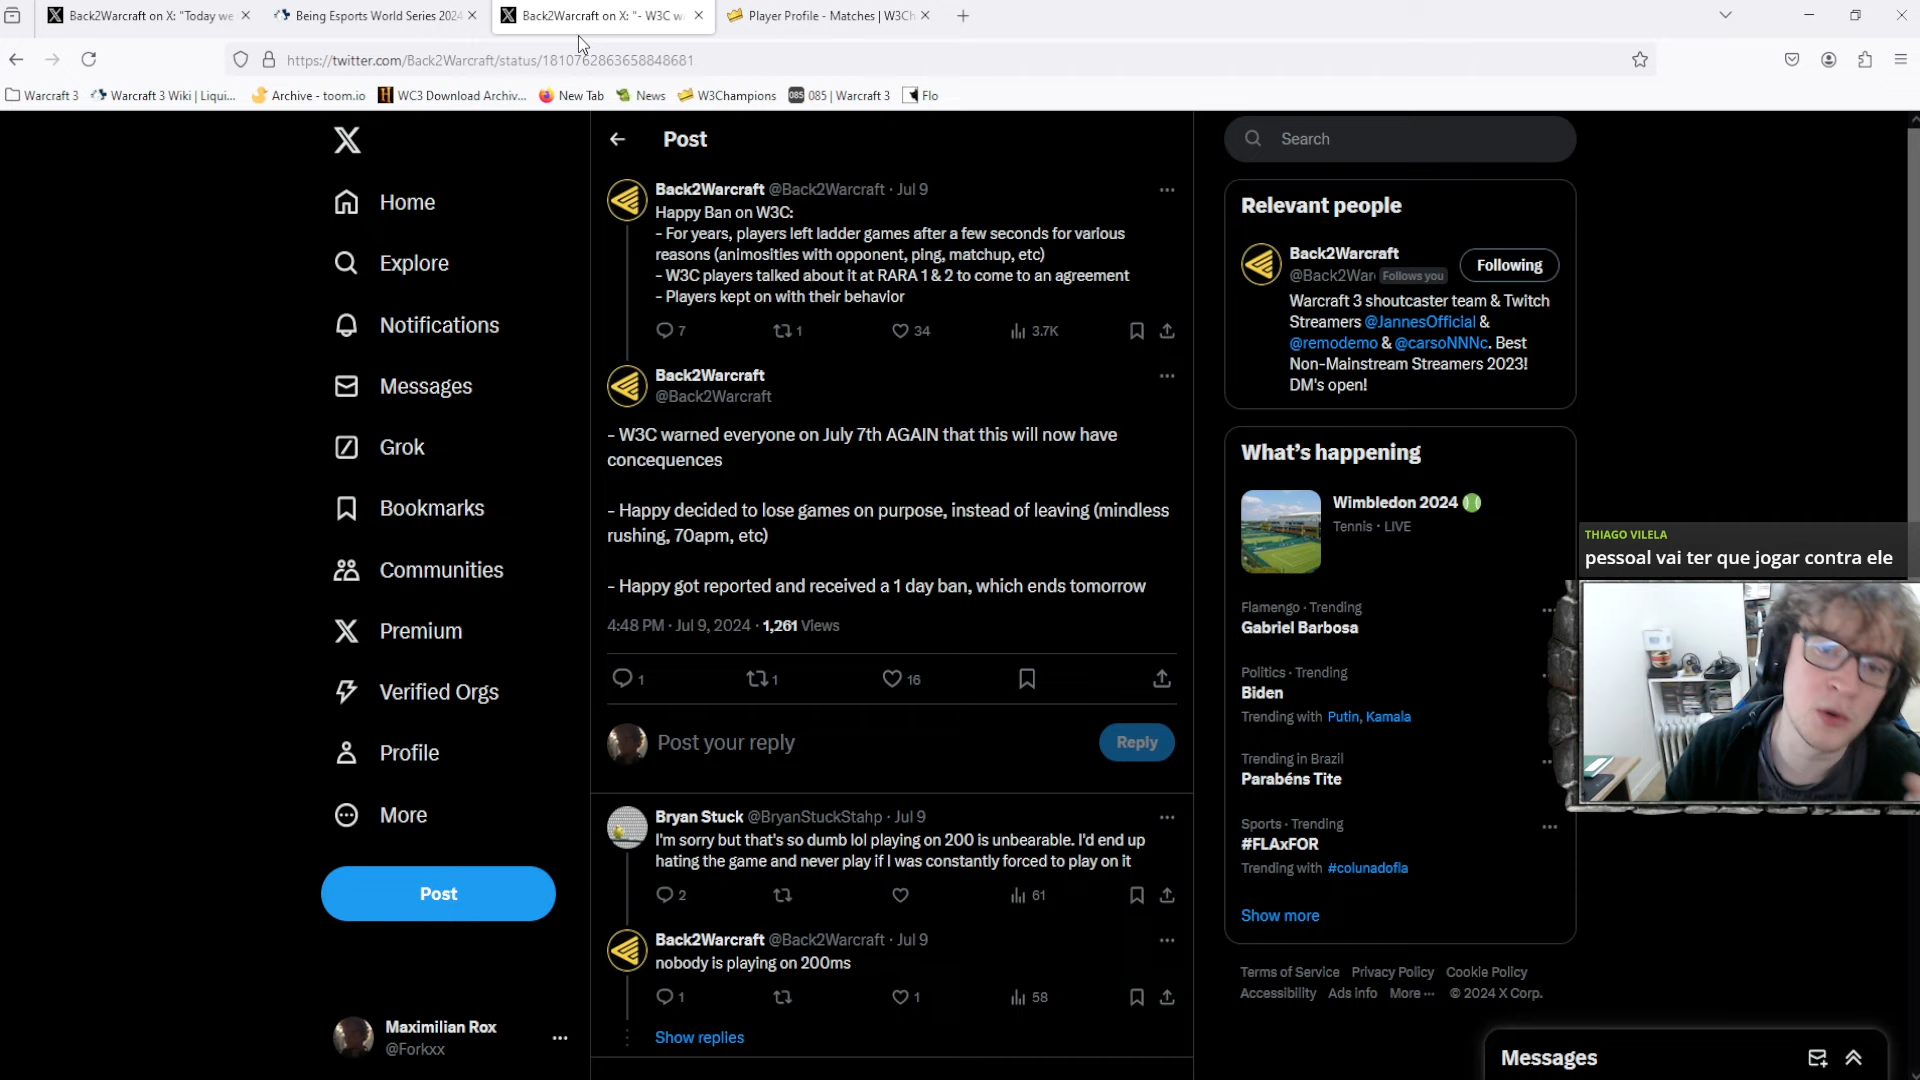 Back2Warcraft on X: "Today we
Being Esports World Series 2024
Back2Warcraft on X: "- W3C w
Player Profile - Matches | W3Ch
https://twitter.com/Back2Warcraft/status/1810762863658848681
Warcraft 3
Warcraft 3 Wiki | Liqui...
Archive - toom.io
WC3 Download Archiv...
New Tab
News
W3Champions
085 | Warcraft 3
Flo
Home
Explore
Notifications
Messages
Grok
Bookmarks
Communities
Premium
Verified Orgs
Profile
More
Post
Maximilian Rox
@Forkxx
Post
Back2Warcraft @Back2Warcraft · Jul 9
Happy Ban on W3C:
- For years, players left ladder games after a few seconds for various
reasons (animosities with opponent, ping, matchup, etc)
- W3C players talked about it at RARA 1 & 2 to come to an agreement
- Players kept on with their behavior
7 1 34 3.7K
Back2Warcraft
@Back2Warcraft
- W3C warned everyone on July 7th AGAIN that this will now have
concequences
- Happy decided to lose games on purpose, instead of leaving (mindless
rushing, 70apm, etc)
- Happy got reported and received a 1 day ban, which ends tomorrow
4:48 PM · Jul 9, 2024 · 1,261 Views
1 1 16
Post your reply
Reply
Bryan Stuck @BryanStuckStahp · Jul 9
I'm sorry but that's so dumb lol playing on 200 is unbearable. I'd end up
hating the game and never play if I was constantly forced to play on it
2 61
Back2Warcraft @Back2Warcraft · Jul 9
nobody is playing on 200ms
1 1 58
Show replies
Search
Relevant people
Back2Warcraft
@Back2War Follows you
Following
Warcraft 3 shoutcaster team & Twitch
Streamers @JannesOfficial &
@remodemo & @carsoNNNc. Best
Non-Mainstream Streamers 2023!
DM's open!
What's happening
Wimbledon 2024
Tennis · LIVE
Flamengo · Trending
Gabriel Barbosa
Politics · Trending
Biden
Trending with Putin, Kamala
Trending in Brazil
Parabéns Tite
Sports · Trending
#FLAxFOR
Trending with #colunadofla
Show more
Terms of Service Privacy Policy Cookie Policy
Accessibility Ads info More ··· © 2024 X Corp.
THIAGO VILELA
pessoal vai ter que jogar contra ele
Messages